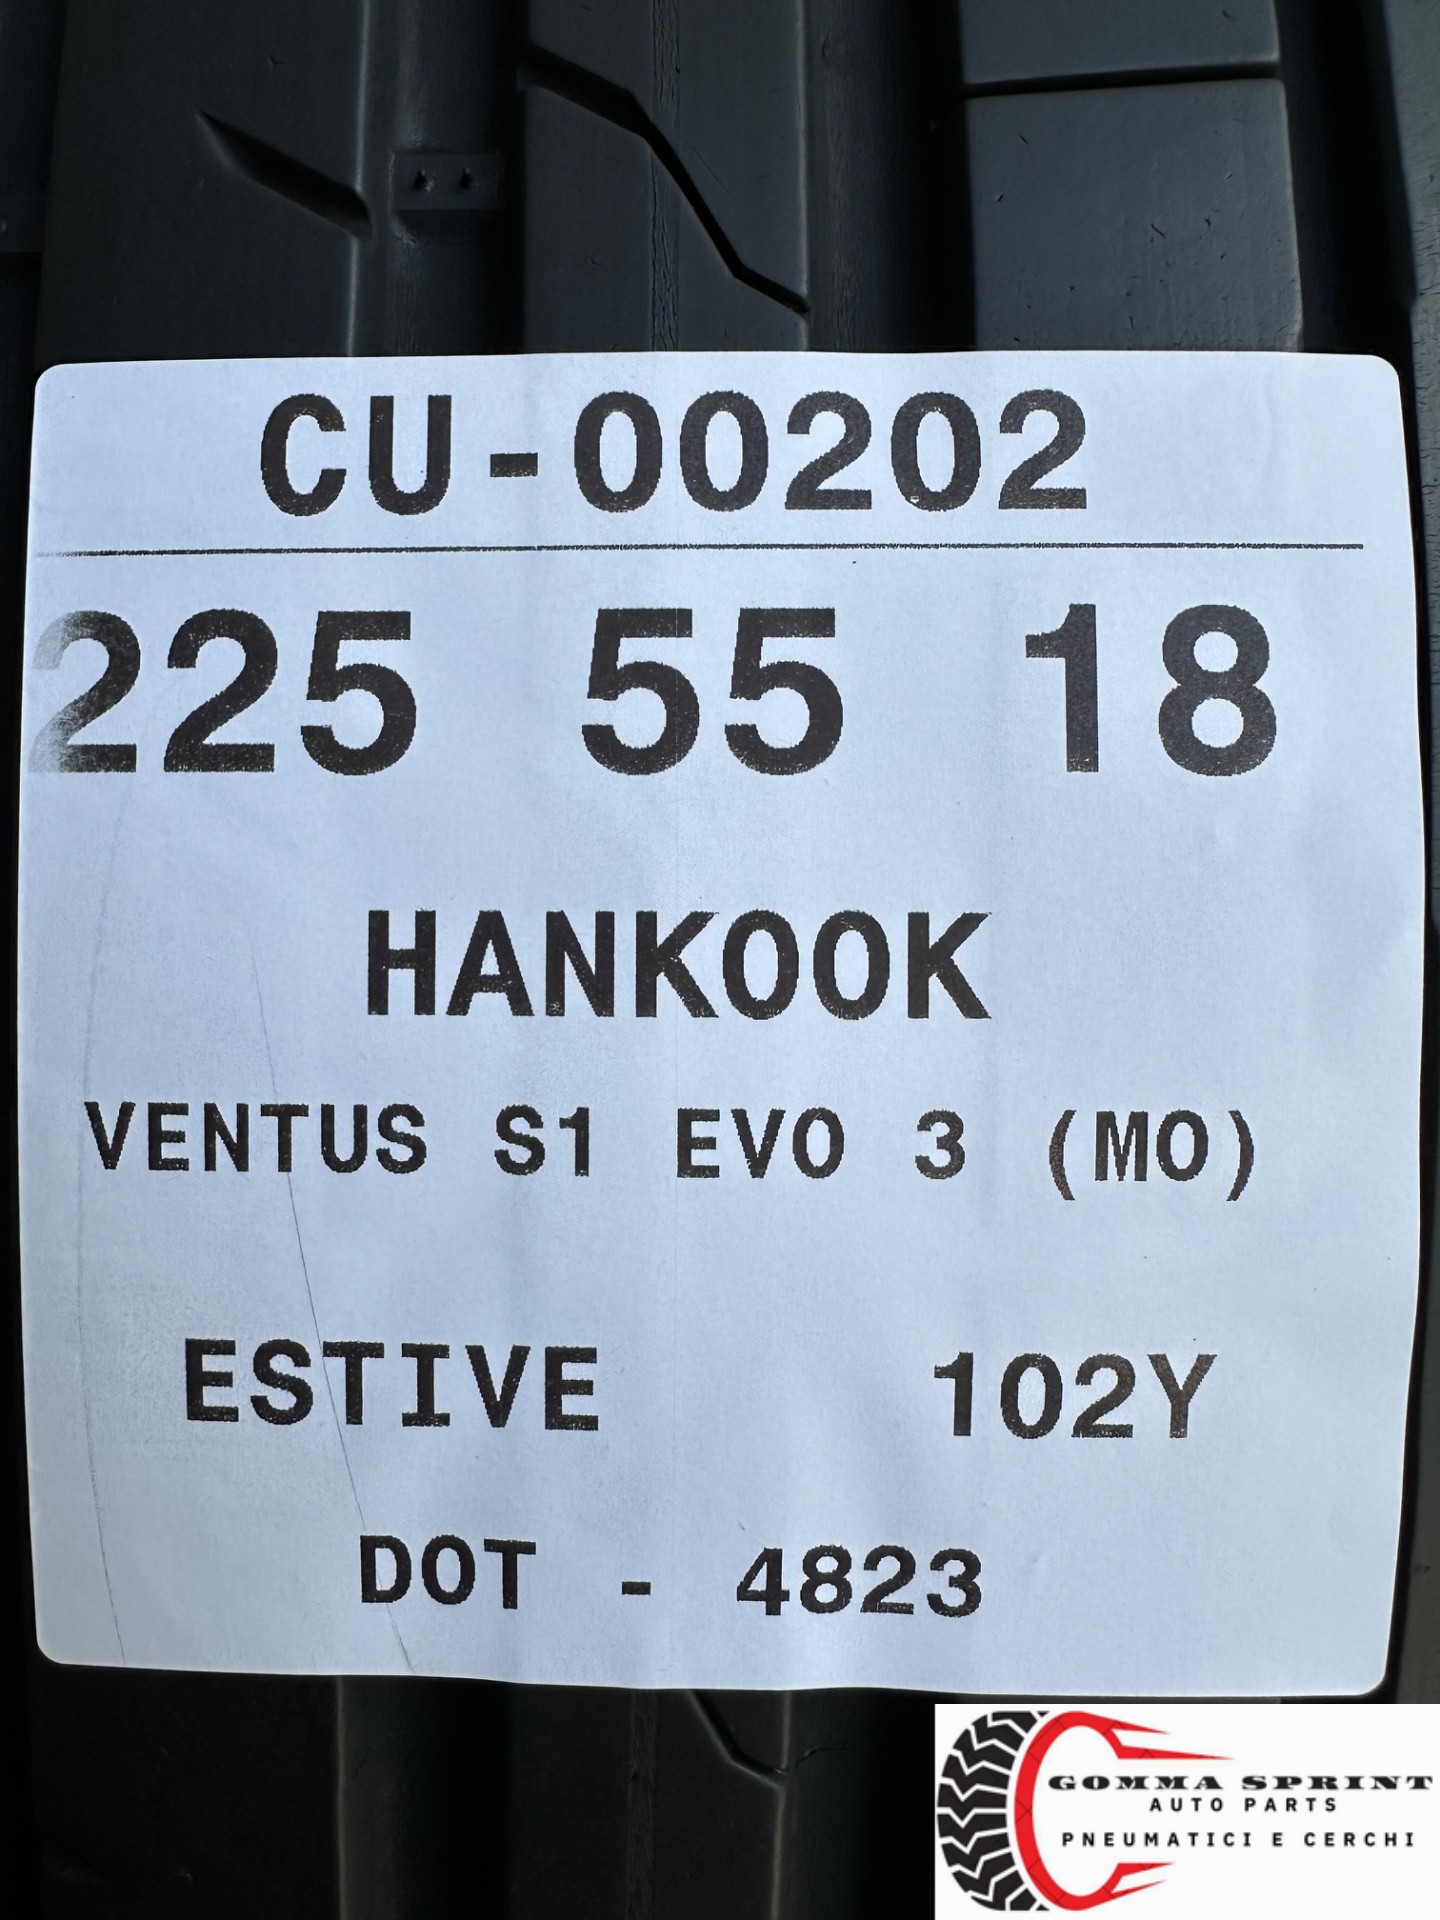 CU-00202
225 55 18
HANKOOK
VENTUS S1 EVO 3 (MO)
ESTIVE 102Y
DOT - 4823
GOMMA SPRINT
AUTO PARTS
PNEUMATICI E CERCHI